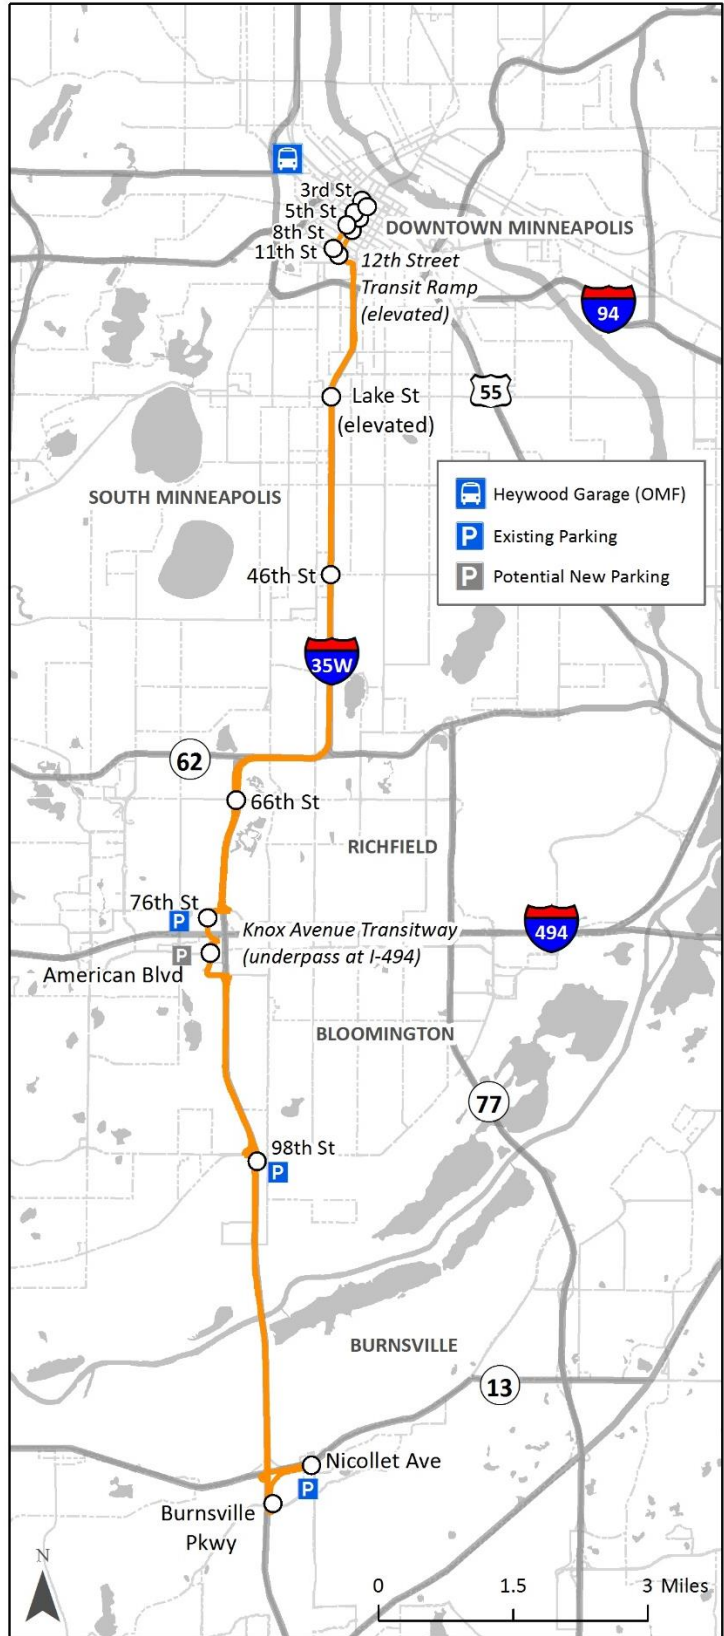 3rd St
5th St
8th St
11th St
DOWNTOWN MINNEAPOLIS
12th Street
Transit Ramp
(elevated)
94
55
Lake St
(elevated)
SOUTH MINNEAPOLIS
Heywood Garage (OMF)
P Existing Parking
P Potential New Parking
46th St
35W
62
66th St
RICHFIELD
76th St
P
Knox Avenue Transitway
(underpass at I-494)
494
P
American Blvd
BLOOMINGTON
77
98th St
P
BURNSVILLE
13
Nicollet Ave
P
Burnsville
Pkwy
N
0 1.5 3 Miles